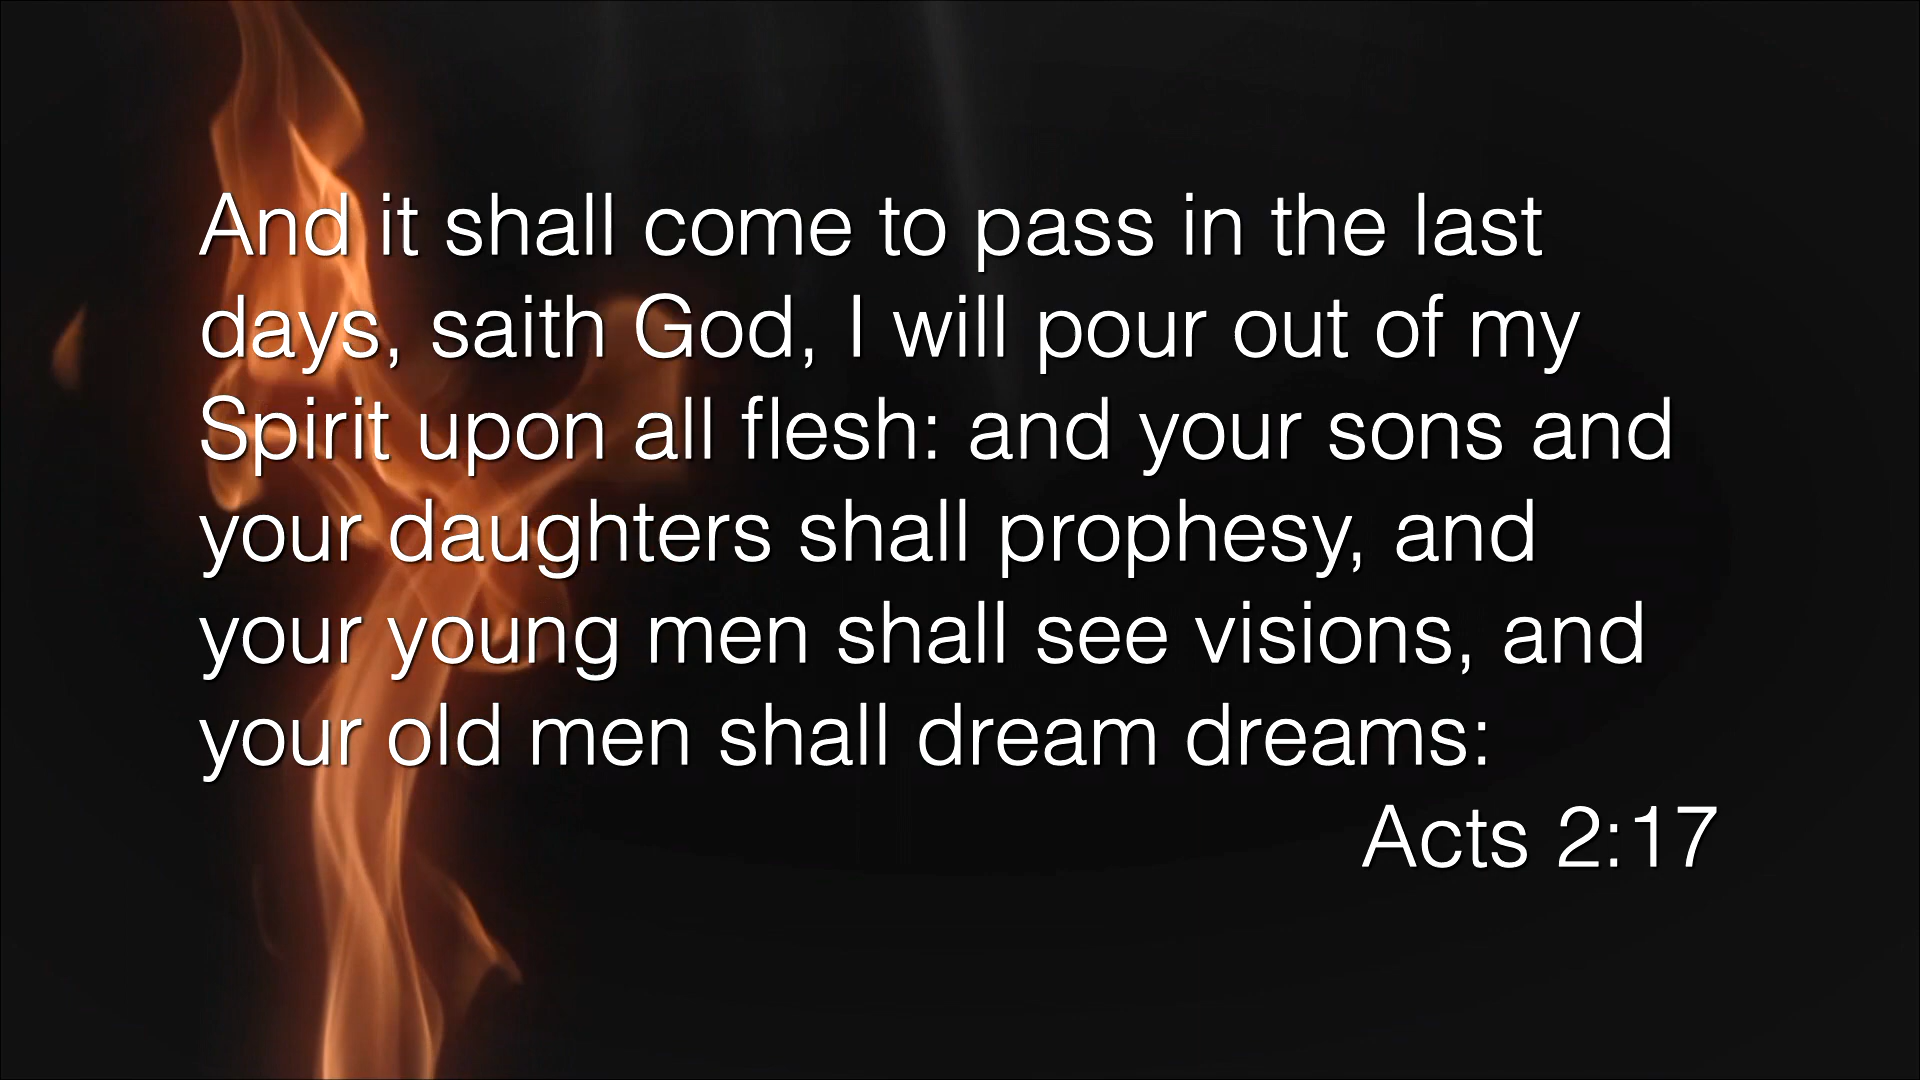 And it shall come to pass in the last
days, saith God, I will pour out of my
Spirit upon all flesh: and your sons and
your daughters shall prophesy, and
your young men shall see visions, and
your old men shall dream dreams:
Acts 2:17